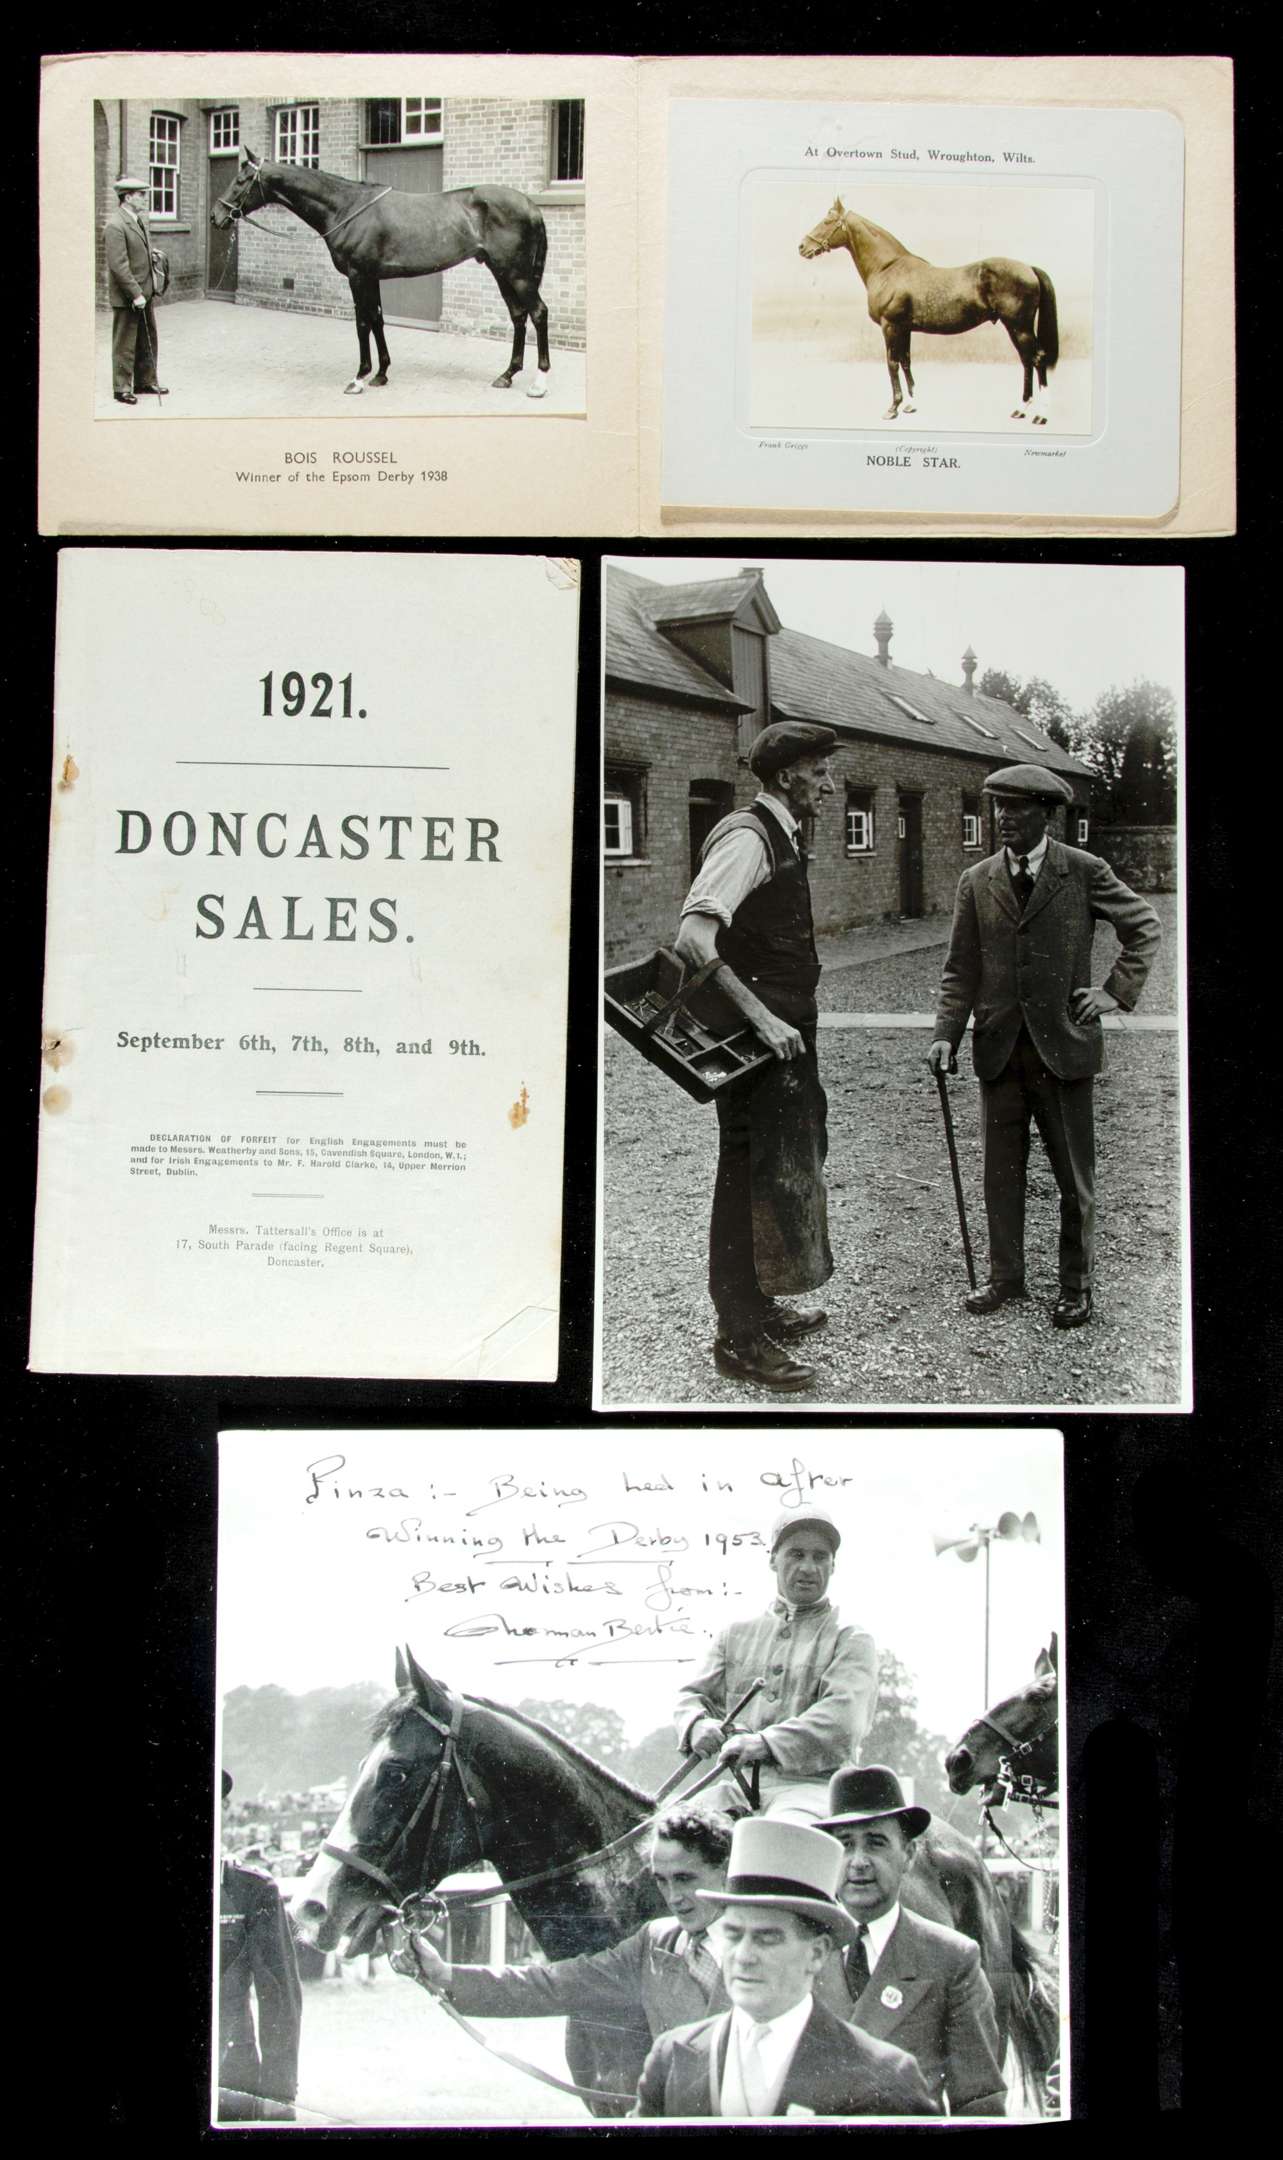 BOIS ROUSSEL
Winner of the Epsom Derby 1938
At Overtown Stud, Wroughton, Wilts.
Frank Griggs (Copyright) Newmarket
NOBLE STAR.
1921.
DONCASTER
SALES.
September 6th, 7th, 8th, and 9th.
DECLARATION OF FORFEIT for English Engagements must be
made to Messrs. Weatherby and Sons, 15, Cavendish Square, London, W.1.;
and for Irish Engagements to Mr. F. Harold Clarke, 14, Upper Merrion
Street, Dublin.
Messrs. Tattersall's Office is at
17, South Parade (facing Regent Square),
Doncaster.
Pinza :- Being led in after
Winning the Derby 1953.
Best Wishes from :-
Norman Bertie.